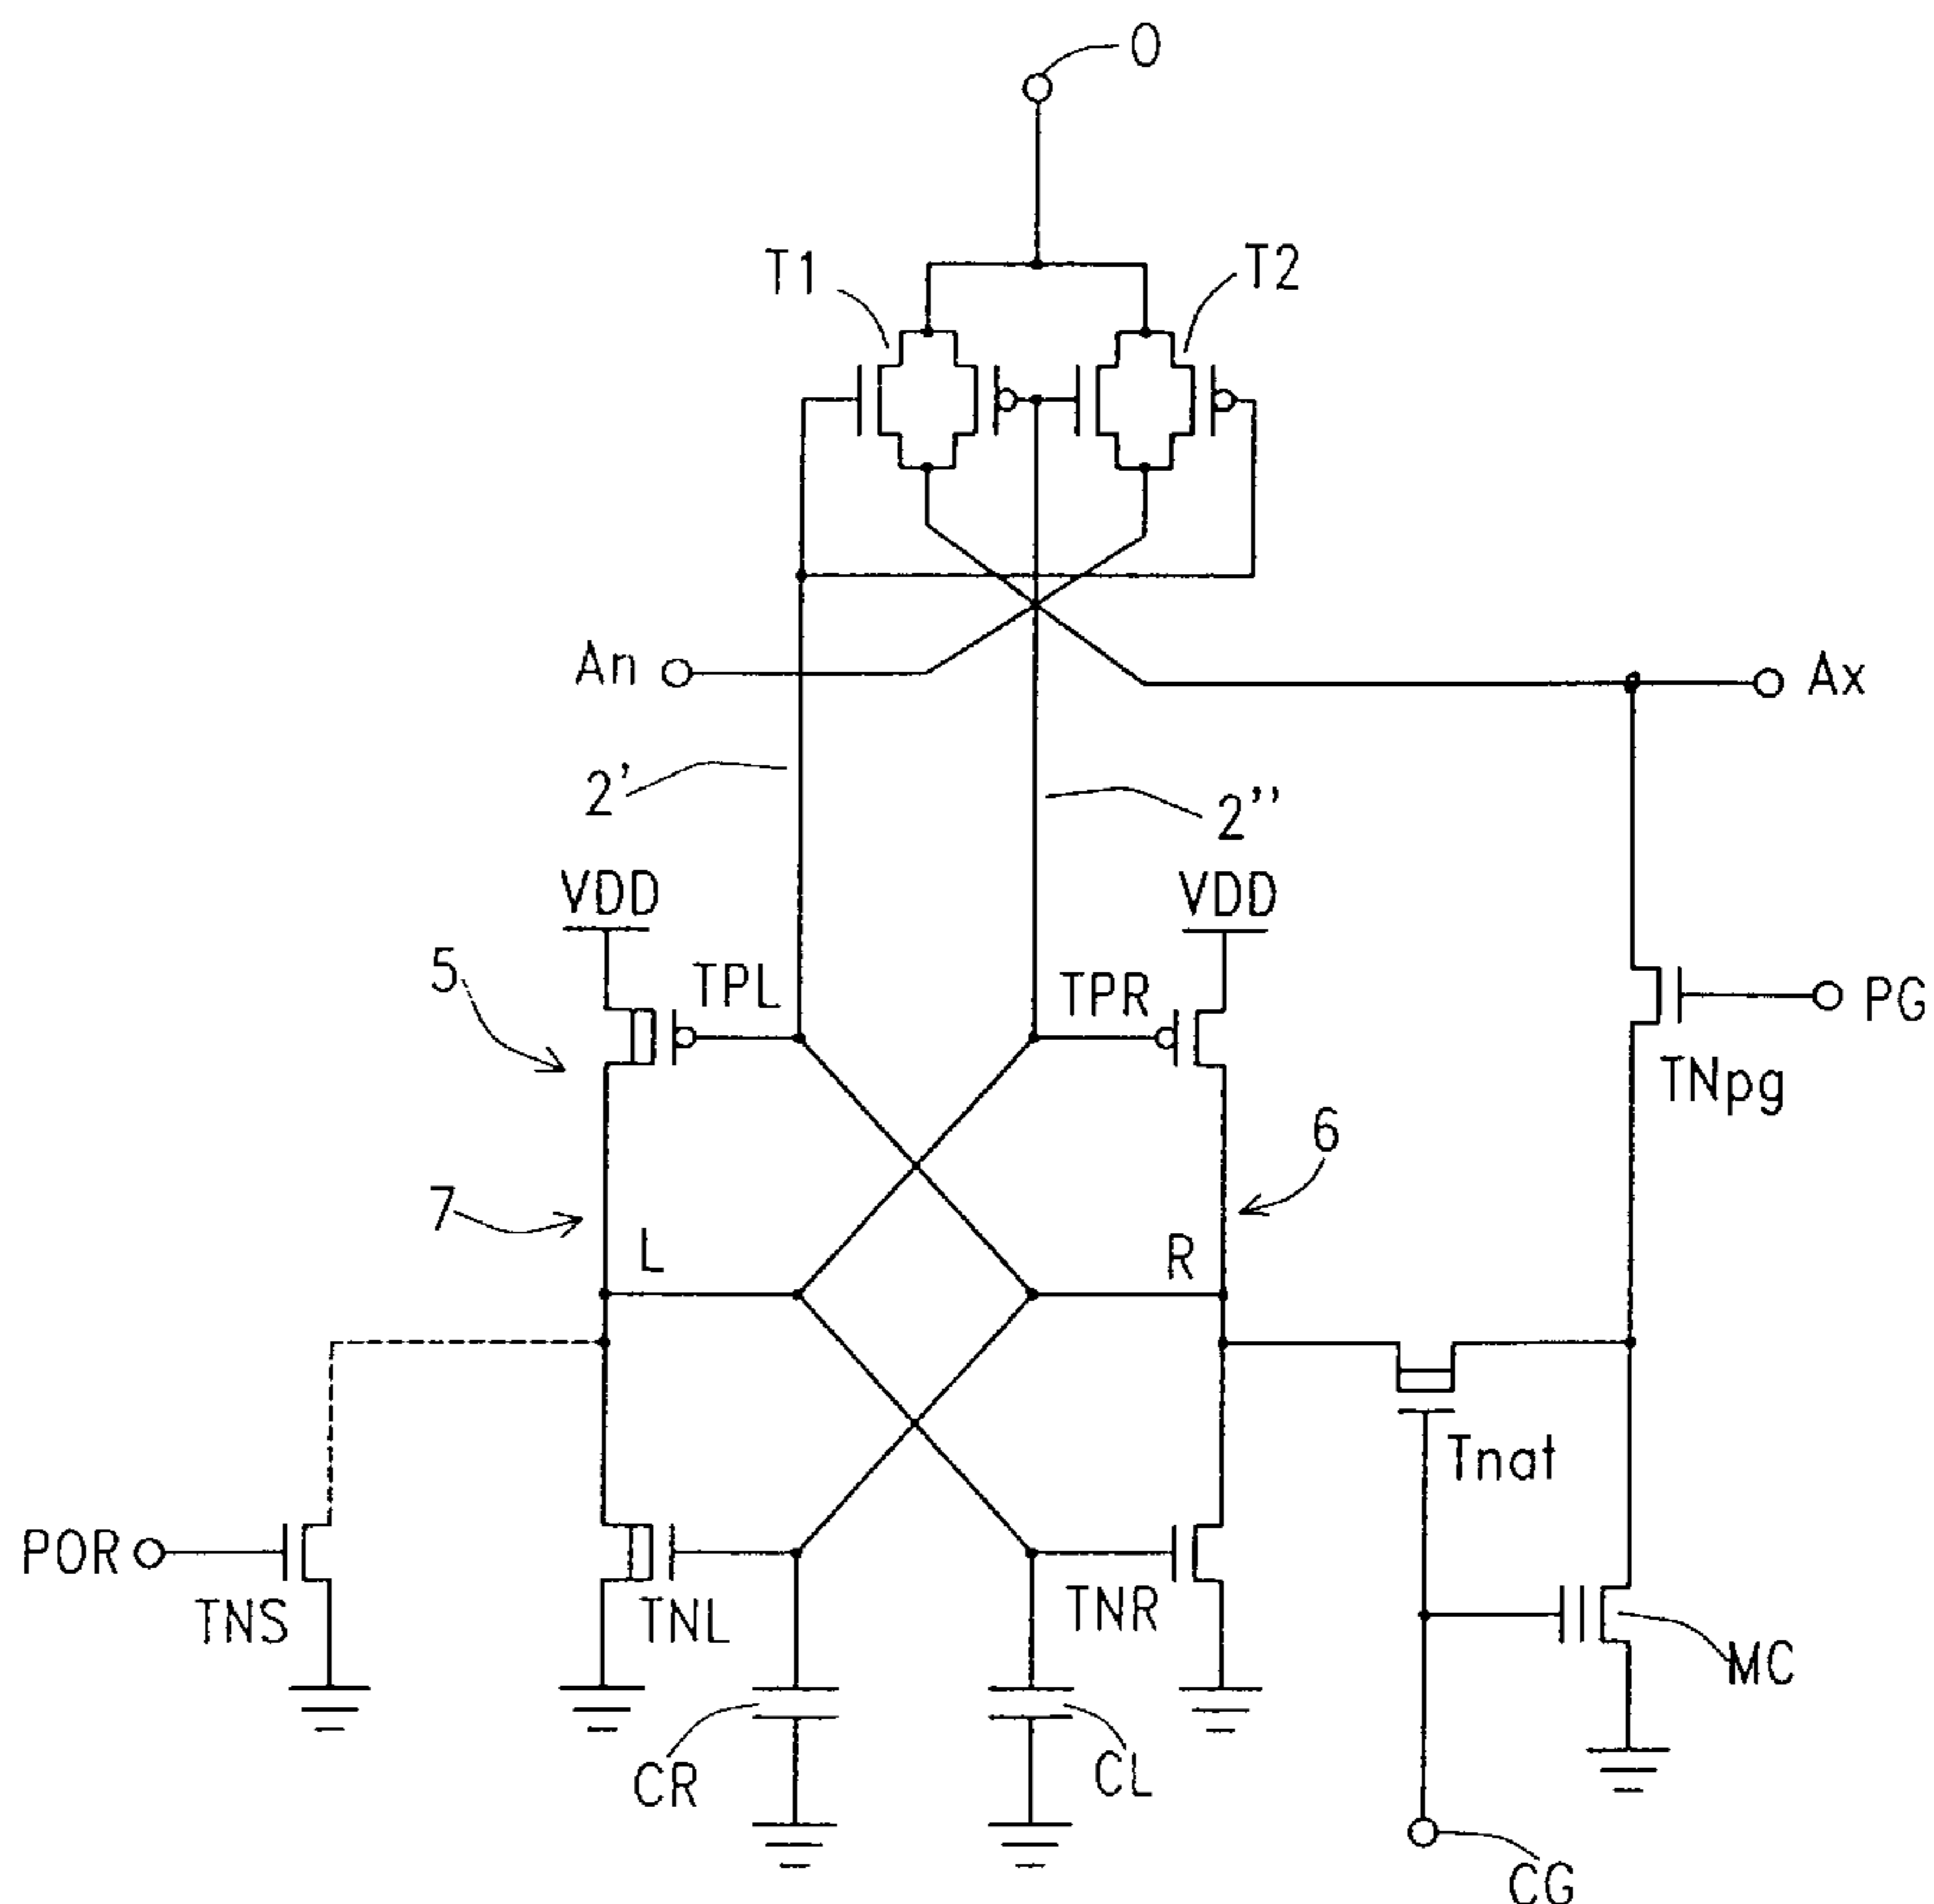 O
T1
T2
An
Ax
2'
2''
VDD
VDD
5
TPL
TPR
PG
TNpg
6
7
L
R
Tnat
POR
TNS
TNL
TNR
MC
CR
CL
CG